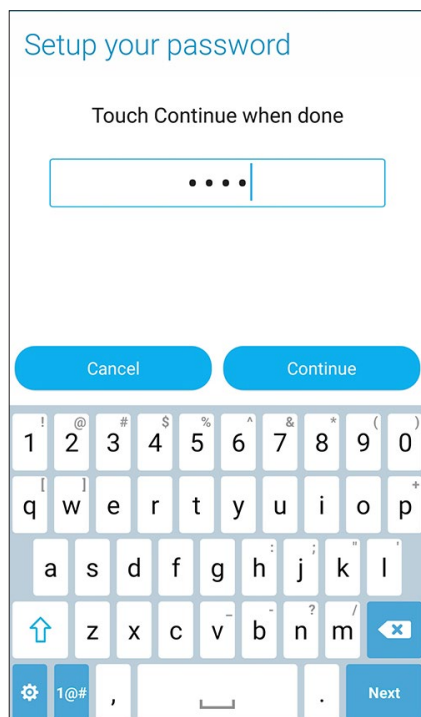 Setup your password
Touch Continue when done
••••
Cancel Continue
! @ # $ % ^ & * ( )
1 2 3 4 5 6 7 8 9 0
[ ] +
q w e r t y u i o p
: ; " '
a s d f g h j k l
_ - ? /
z x c v b n m
1@# , . Next